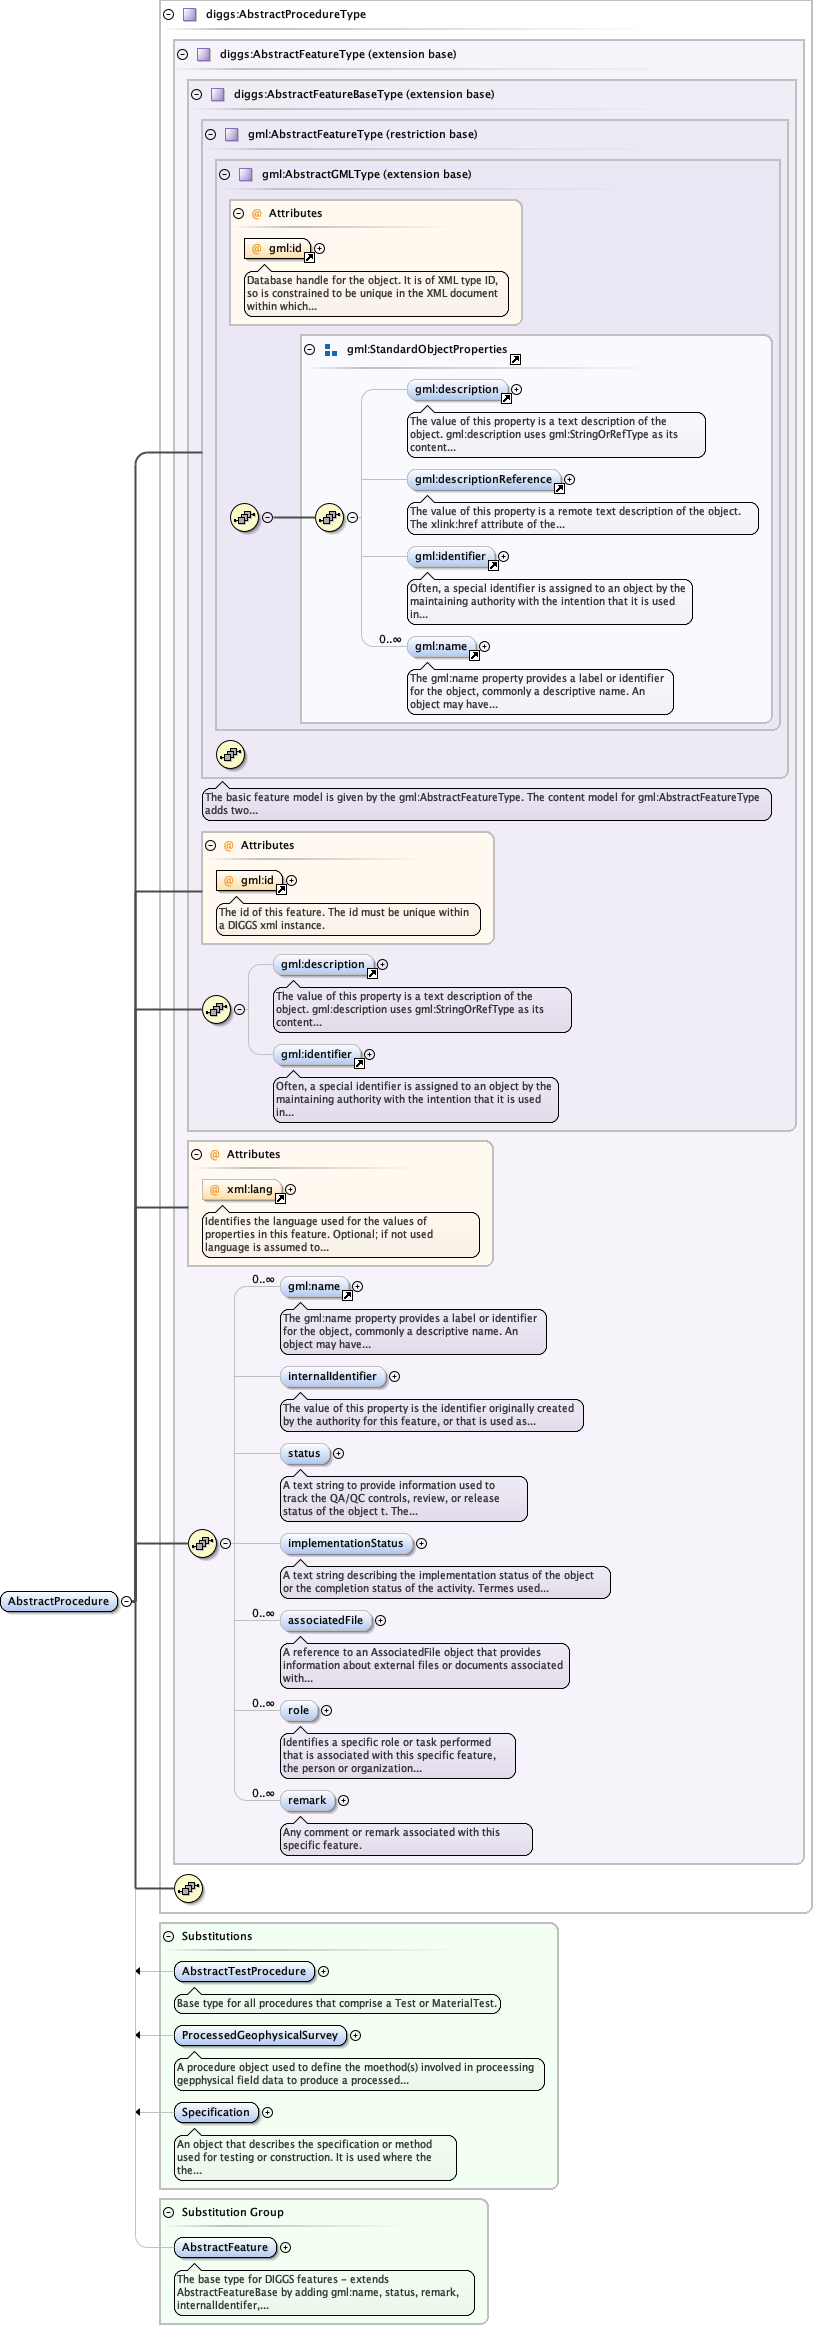 diggs:AbstractProcedureType
diggs:AbstractFeatureType (extension base)
diggs:AbstractFeatureBaseType (extension base)
gml:AbstractFeatureType (restriction base)
gml:AbstractGMLType (extension base)
@ Attributes
@ gml:id
Database handle for the object. It is of XML type ID,
so is constrained to be unique in the XML document
within which...
gml:StandardObjectProperties
gml:description
The value of this property is a text description of the
object. gml:description uses gml:StringOrRefType as its
content...
gml:descriptionReference
The value of this property is a remote text description of the object.
The xlink:href attribute of the...
gml:identifier
Often, a special identifier is assigned to an object by the
maintaining authority with the intention that it is used
in...
0..∞ gml:name
The gml:name property provides a label or identifier
for the object, commonly a descriptive name. An
object may have...
The basic feature model is given by the gml:AbstractFeatureType. The content model for gml:AbstractFeatureType
adds two...
@ Attributes
@ gml:id
The id of this feature. The id must be unique within
a DIGGS xml instance.
gml:description
The value of this property is a text description of the
object. gml:description uses gml:StringOrRefType as its
content...
gml:identifier
Often, a special identifier is assigned to an object by the
maintaining authority with the intention that it is used
in...
@ Attributes
@ xml:lang
Identifies the language used for the values of
properties in this feature. Optional; if not used
language is assumed to...
0..∞ gml:name
The gml:name property provides a label or identifier
for the object, commonly a descriptive name. An
object may have...
internalIdentifier
The value of this property is the identifier originally created
by the authority for this feature, or that is used as...
status
A text string to provide information used to
track the QA/QC controls, review, or release
status of the object t. The...
implementationStatus
A text string describing the implementation status of the object
or the completion status of the activity. Termes used...
AbstractProcedure
0..∞ associatedFile
A reference to an AssociatedFile object that provides
information about external files or documents associated
with...
0..∞ role
Identifies a specific role or task performed
that is associated with this specific feature,
the person or organization...
0..∞ remark
Any comment or remark associated with this
specific feature.
Substitutions
AbstractTestProcedure
Base type for all procedures that comprise a Test or MaterialTest.
ProcessedGeophysicalSurvey
A procedure object used to define the moethod(s) involved in proceessing
gepphysical field data to produce a processed...
Specification
An object that describes the specification or method
used for testing or construction. It is used where the
the...
Substitution Group
AbstractFeature
The base type for DIGGS features - extends
AbstractFeatureBase by adding gml:name, status, remark,
internalIdentifer,...